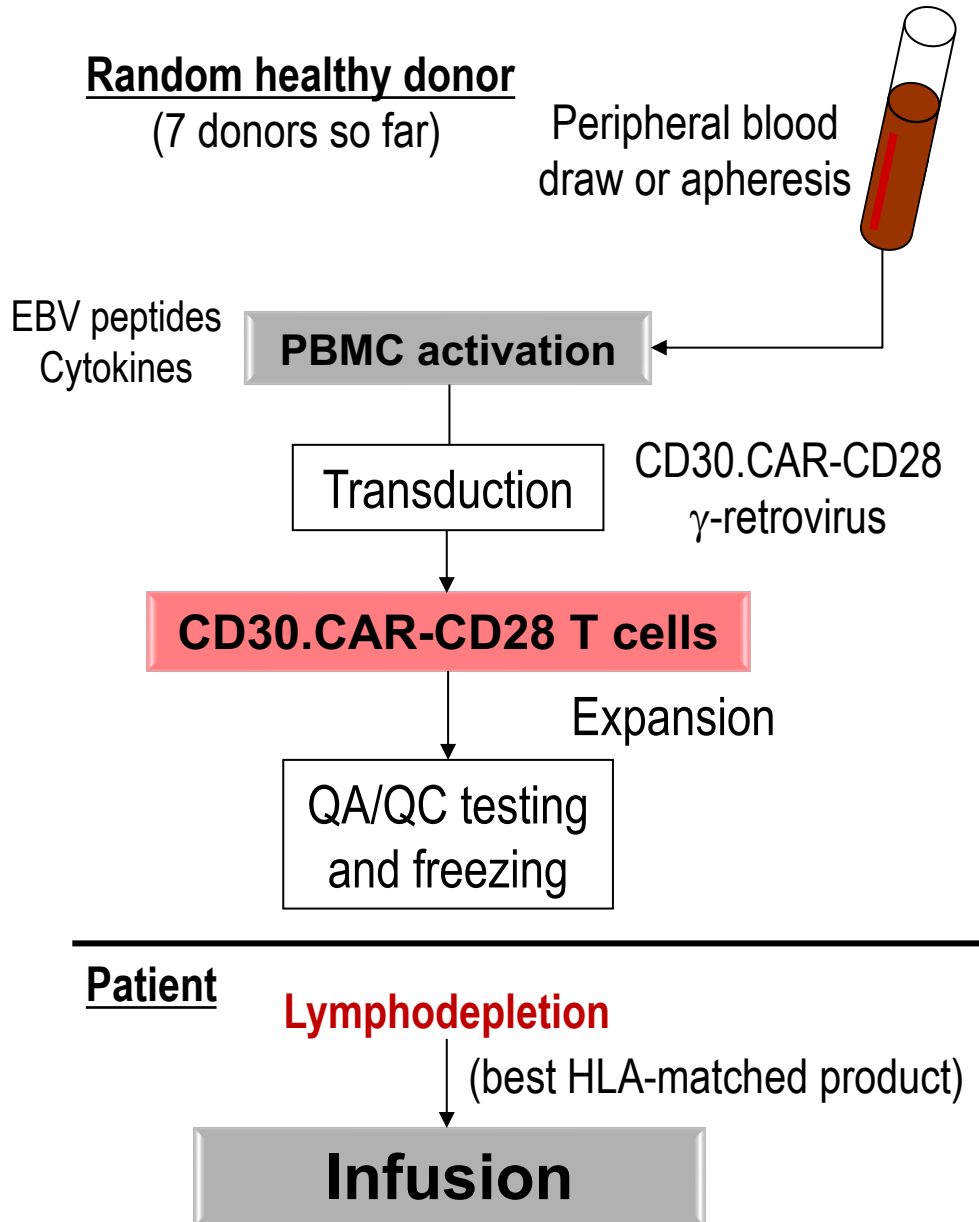 Random healthy donor
(7 donors so far)
Peripheral blood
draw or apheresis
EBV peptides
Cytokines
PBMC activation
Transduction
CD30.CAR-CD28
γ-retrovirus
CD30.CAR-CD28 T cells
Expansion
QA/QC testing
and freezing
Patient
Lymphodepletion
(best HLA-matched product)
Infusion